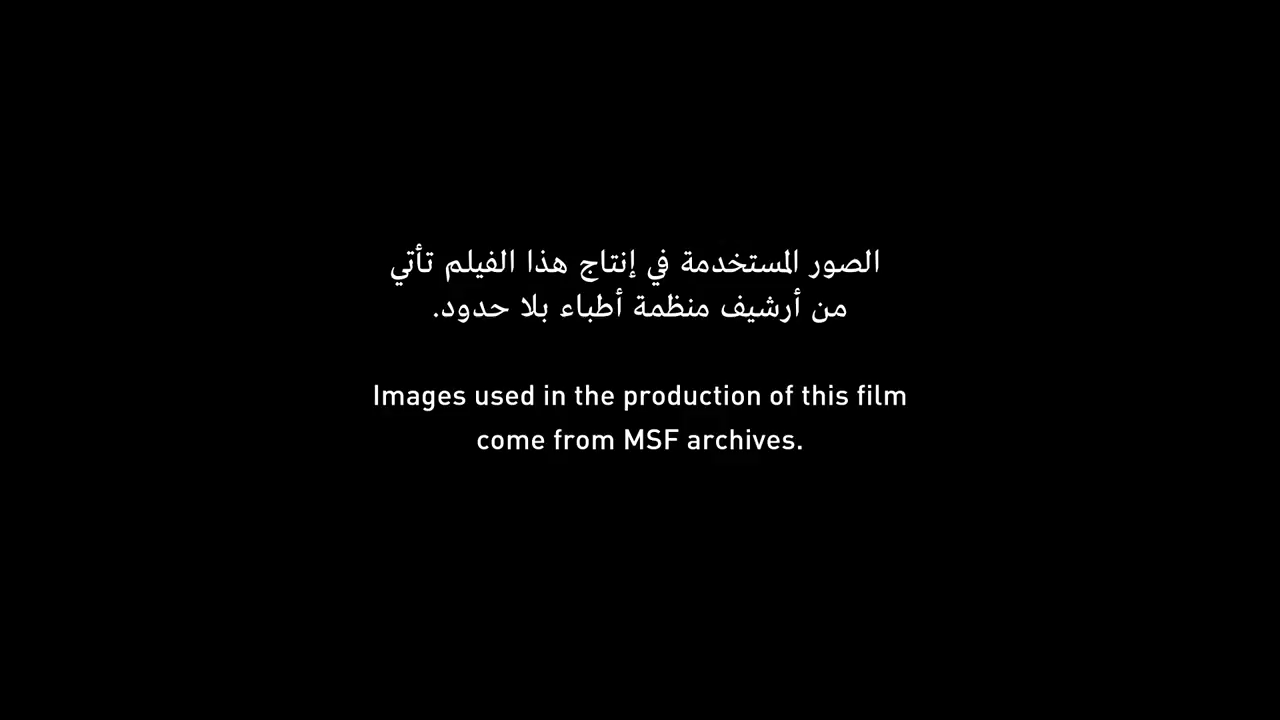 الصور المستخدمة في إنتاج هذا الفيلم تأتي
من أرشيف منظمة أطباء بلا حدود.
Images used in the production of this film
come from MSF archives.